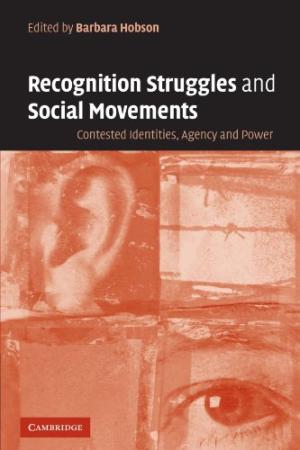 Edited by Barbara Hobson
Recognition Struggles and
Social Movements
Contested Identities, Agency and Power
CAMBRIDGE